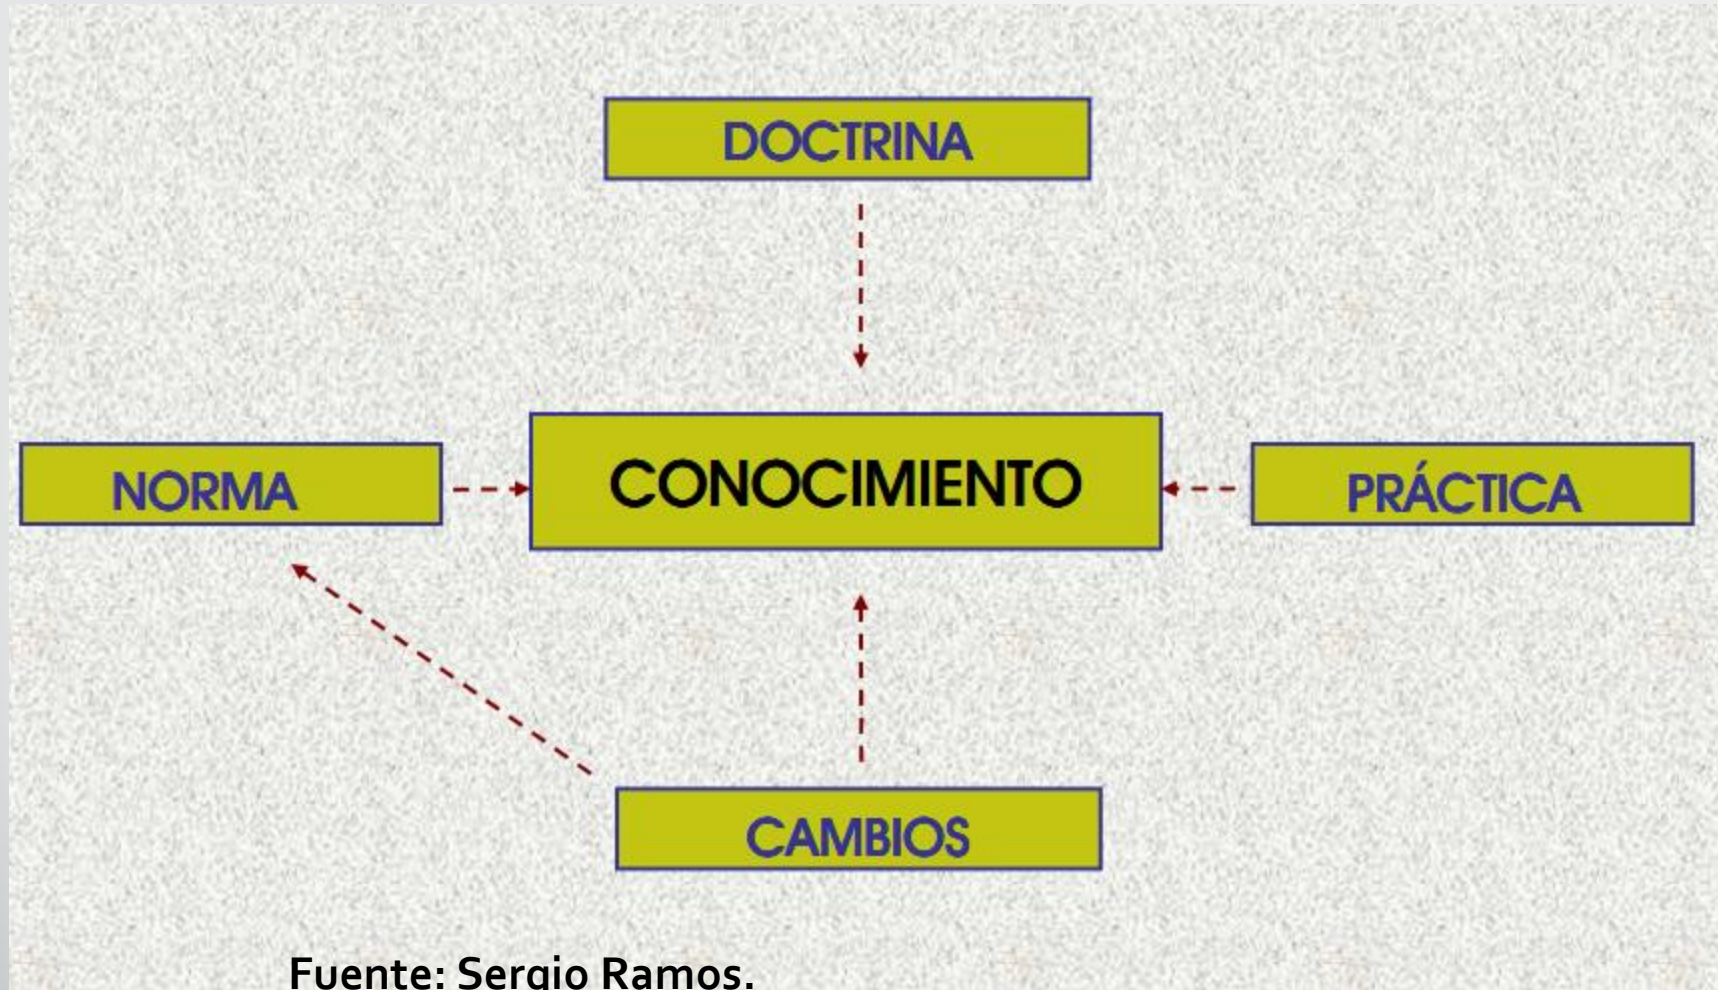 DOCTRINA
NORMA
CONOCIMIENTO
PRÁCTICA
CAMBIOS
Fuente: Sergio Ramos.